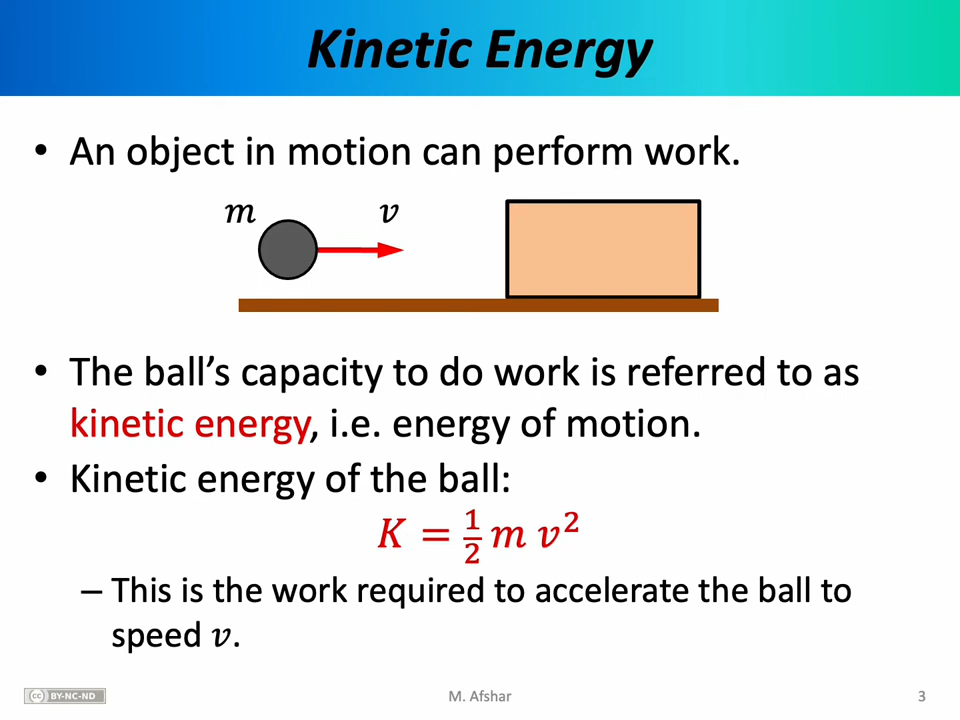 Kinetic Energy
• An object in motion can perform work.
m v
• The ball's capacity to do work is referred to as
kinetic energy, i.e. energy of motion.
• Kinetic energy of the ball:
K = ½ m v²
– This is the work required to accelerate the ball to
speed v.
cc BY-NC-ND M. Afshar 3